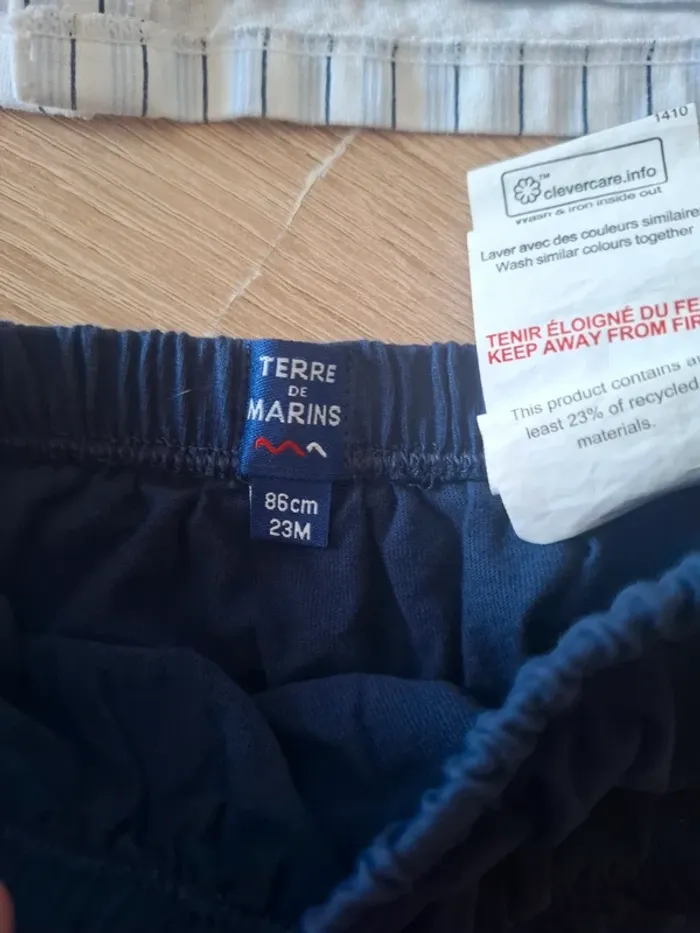 1410
clevercare.info
Wash & iron inside out
Laver avec des couleurs similaire
Wash similar colours together
TENIR ÉLOIGNÉ DU FE
KEEP AWAY FROM FIR
This product contains a
least 23% of recycled
materials.
TERRE
DE
MARINS
86cm
23M